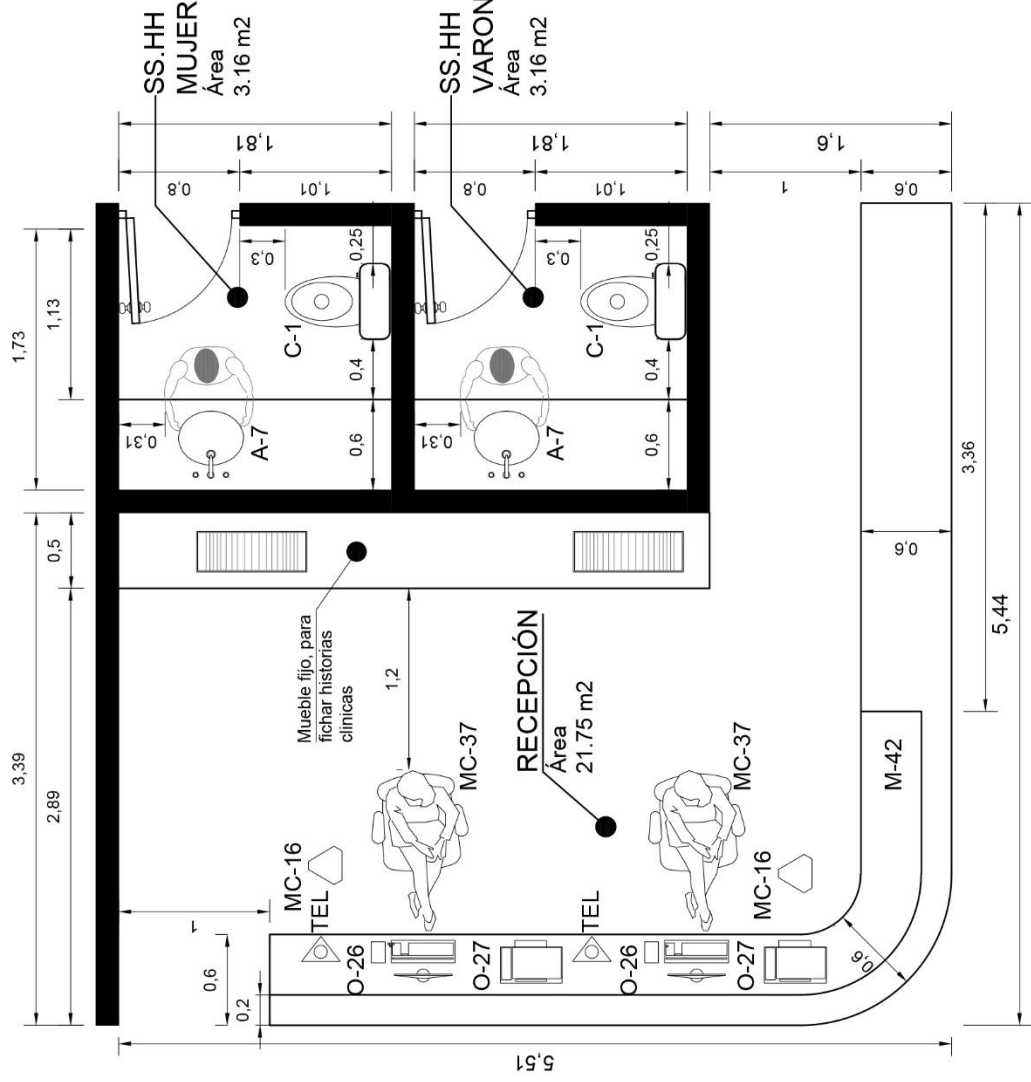 SS.HH
MUJER
Área
3.16 m2
SS.HH
VARON
Área
3.16 m2
1,73
1,13
3,39
0,5
2,89
1,81
0,8
1,01
1,81
0,8
1,01
1,6
1
0,6
0,31
A-7
C-1
0,3
0,25
0,4
0,6
0,31
A-7
C-1
0,3
0,25
0,4
0,6
Mueble fijo, para
fichar historias
clinicas
1,2
RECEPCIÓN
Área
21.75 m2
MC-37
MC-37
MC-16
TEL
O-26
O-27
TEL
O-26
O-27
MC-16
M-42
1
0,6
0,2
0,6
0,6
3,36
5,44
5,51